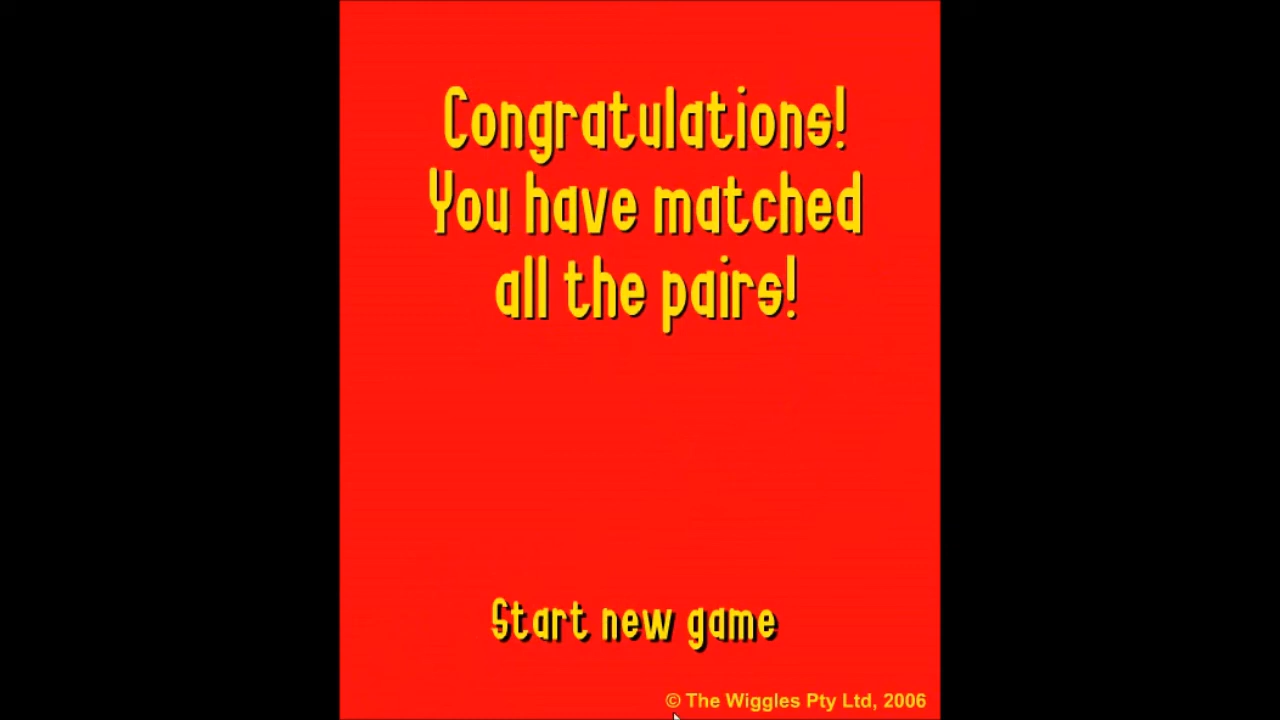 Congratulations!
You have matched
all the pairs!
Start new game
© The Wiggles Pty Ltd, 2006